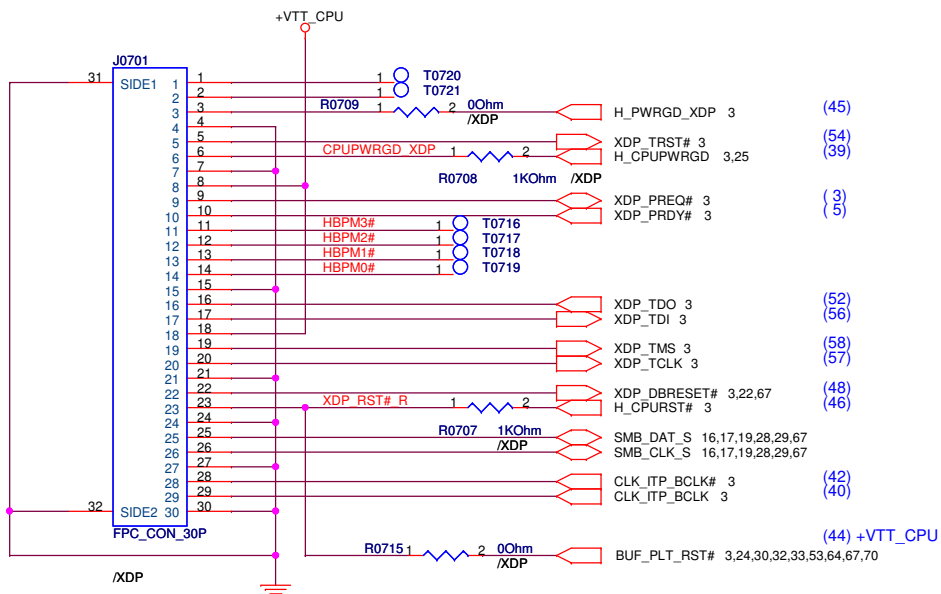 +VTT_CPU
J0701
31 SIDE1 1 1 1 T0720
2 2 1 T0721
3 3 R0709 1 2 0Ohm /XDP H_PWRGD_XDP 3 (45)
4 4
5 5 XDP_TRST# 3 (54)
6 6 CPUPWRGD_XDP 1 2 H_CPUPWRGD 3,25 (39)
7 7 R0708 1KOhm /XDP
8 8
9 9 XDP_PREQ# 3 ( 3)
10 10 XDP_PRDY# 3 ( 5)
11 11 HBPM3# 1 T0716
12 12 HBPM2# 1 T0717
13 13 HBPM1# 1 T0718
14 14 HBPM0# 1 T0719
15 15
16 16 XDP_TDO 3 (52)
17 17 XDP_TDI 3 (56)
18 18
19 19 XDP_TMS 3 (58)
20 20 XDP_TCLK 3 (57)
21 21
22 22 XDP_DBRESET# 3,22,67 (48)
23 23 XDP_RST#_R 1 2 H_CPURST# 3 (46)
24 24
25 25 R0707 1KOhm /XDP SMB_DAT_S 16,17,19,28,29,67
26 26 SMB_CLK_S 16,17,19,28,29,67
27 27
28 28 CLK_ITP_BCLK# 3 (42)
29 29 CLK_ITP_BCLK 3 (40)
32 SIDE2 30 30
FPC_CON_30P
(44) +VTT_CPU
R0715 1 2 0Ohm /XDP BUF_PLT_RST# 3,24,30,32,33,53,64,67,70
/XDP